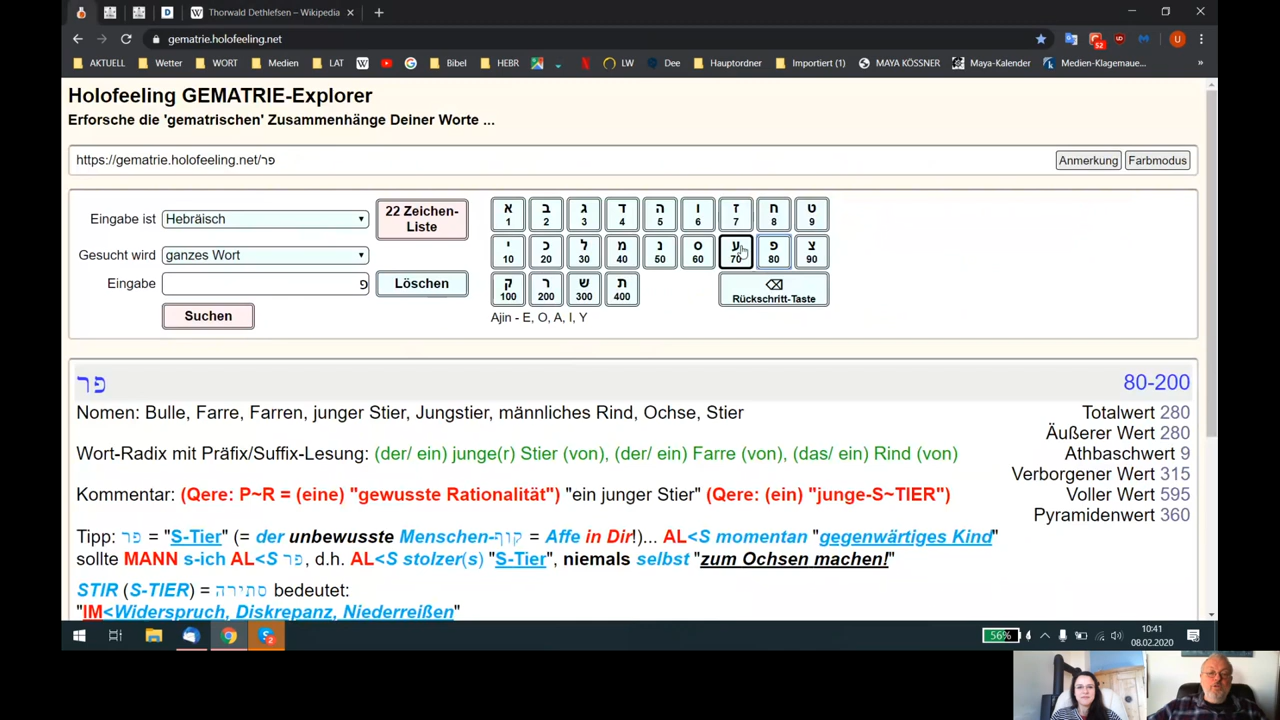 Thorwald Dethlefsen – Wikipedia
gematrie.holofeeling.net
AKTUELL Wetter WORT Medien LAT Bibel HEBR LW Dee Hauptordner Importiert (1) MAYA KÖSSNER Maya-Kalender Medien-Klagemaue... »
Holofeeling GEMATRIE-Explorer
Erforsche die 'gematrischen' Zusammenhänge Deiner Worte ...
https://gematrie.holofeeling.net/פר Anmerkung Farbmodus
Eingabe ist Hebräisch
Gesucht wird ganzes Wort
Eingabe פ
22 Zeichen-Liste
Löschen
Suchen
א ב ג ד ה ו ז ח ט
1 2 3 4 5 6 7 8 9
י כ ל מ נ ס ע פ צ
10 20 30 40 50 60 70 80 90
ק ר ש ת
100 200 300 400
Rückschritt-Taste
Ajin - E, O, A, I, Y
פר 80-200
Nomen: Bulle, Farre, Farren, junger Stier, Jungstier, männliches Rind, Ochse, Stier
Totalwert 280
Äußerer Wert 280
Wort-Radix mit Präfix/Suffix-Lesung: (der/ ein) junge(r) Stier (von), (der/ ein) Farre (von), (das/ ein) Rind (von)
Athbaschwert 9
Verborgener Wert 315
Kommentar: (Qere: P~R = (eine) "gewusste Rationalität") "ein junger Stier" (Qere: (ein) "junge-S~TIER")
Voller Wert 595
Pyramidenwert 360
Tipp: פר = "S-Tier" (= der unbewusste Menschen-קוף = Affe in Dir!)... AL<S momentan "gegenwärtiges Kind"
sollte MANN s-ich AL<S פר, d.h. AL<S stolzer(s) "S-Tier", niemals selbst "zum Ochsen machen!"
STIR (S-TIER) = סתירה bedeutet:
"IM<Widerspruch, Diskrepanz, Niederreißen"
56%
10:41
08.02.2020